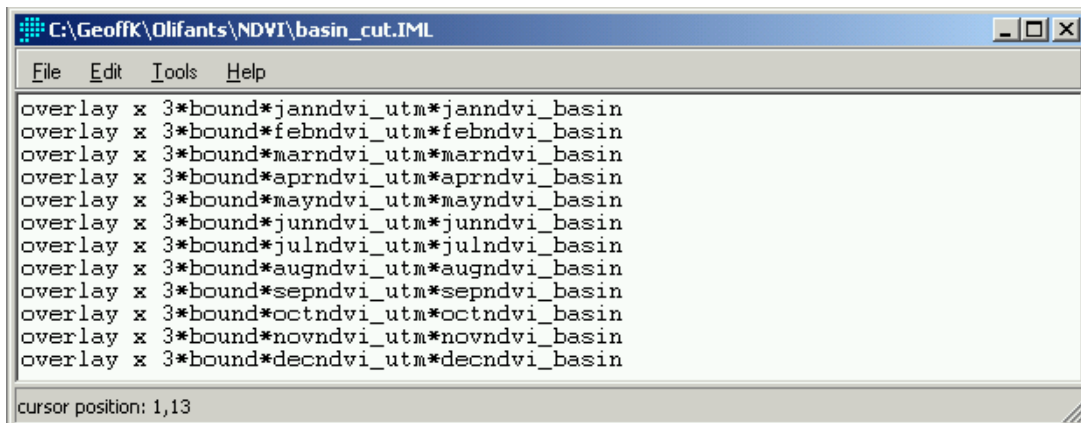 C:\GeoffK\Olifants\NDVI\basin_cut.IML
File Edit Tools Help
overlay x 3*bound*janndvi_utm*janndvi_basin
overlay x 3*bound*febndvi_utm*febndvi_basin
overlay x 3*bound*marndvi_utm*marndvi_basin
overlay x 3*bound*aprndvi_utm*aprndvi_basin
overlay x 3*bound*mayndvi_utm*mayndvi_basin
overlay x 3*bound*junndvi_utm*junndvi_basin
overlay x 3*bound*julndvi_utm*julndvi_basin
overlay x 3*bound*augndvi_utm*augndvi_basin
overlay x 3*bound*sepndvi_utm*sepndvi_basin
overlay x 3*bound*octndvi_utm*octndvi_basin
overlay x 3*bound*novndvi_utm*novndvi_basin
overlay x 3*bound*decndvi_utm*decndvi_basin
cursor position: 1,13